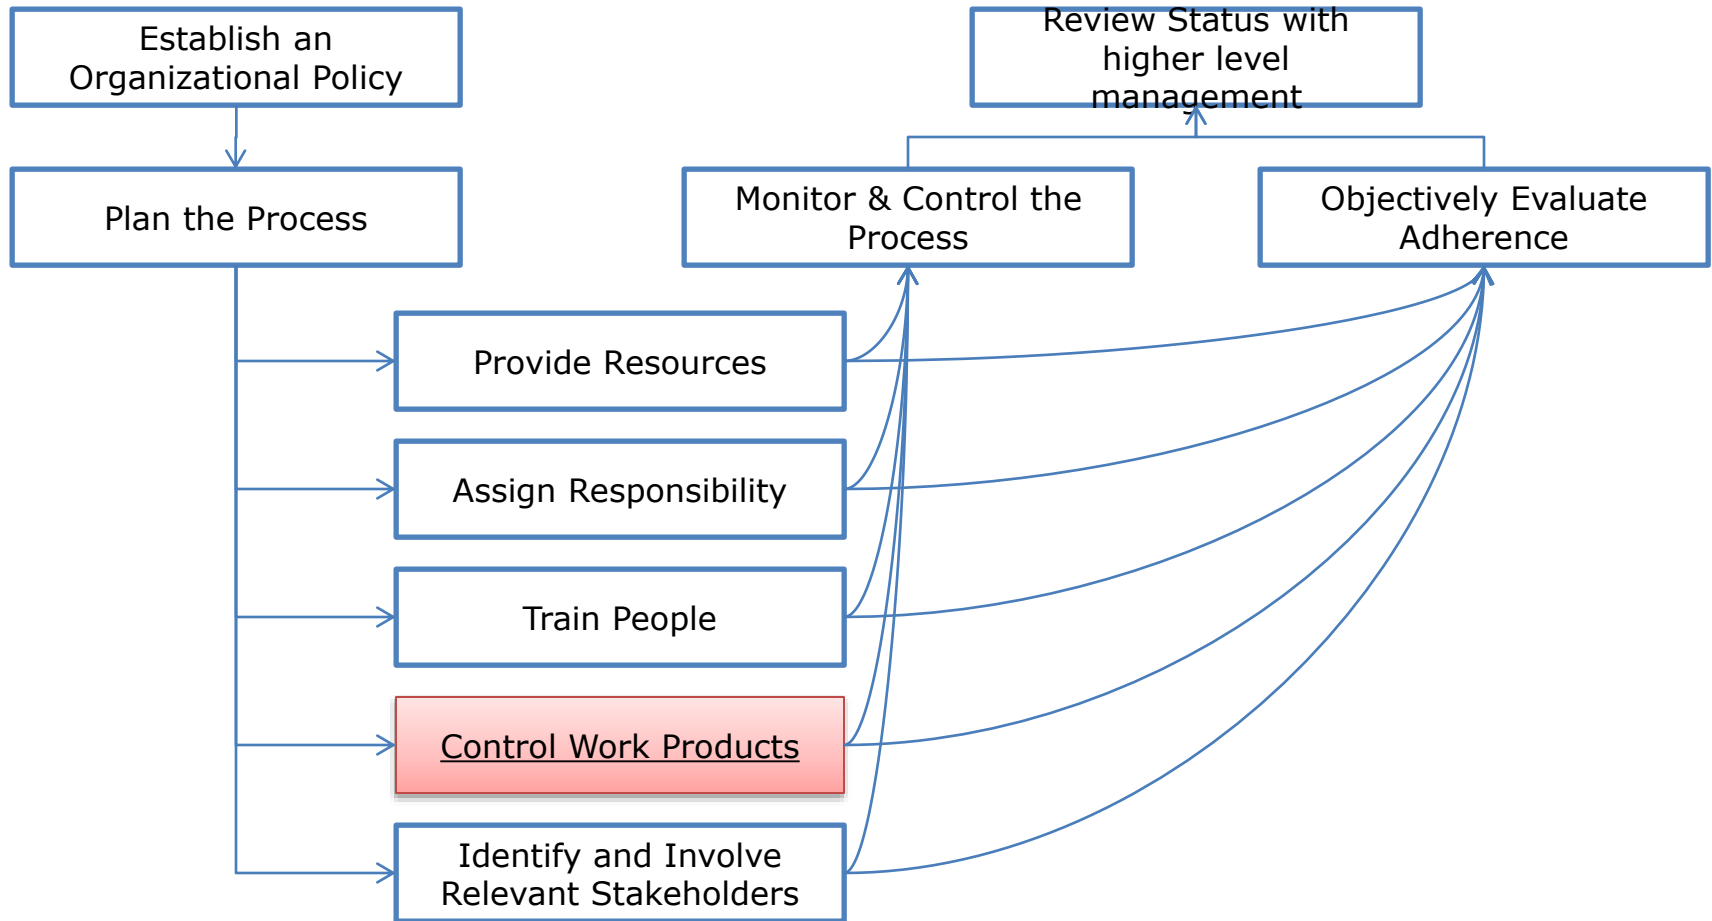 Establish an
Organizational Policy
Review Status with
higher level
management
Plan the Process
Monitor & Control the
Process
Objectively Evaluate
Adherence
Provide Resources
Assign Responsibility
Train People
Control Work Products
Identify and Involve
Relevant Stakeholders